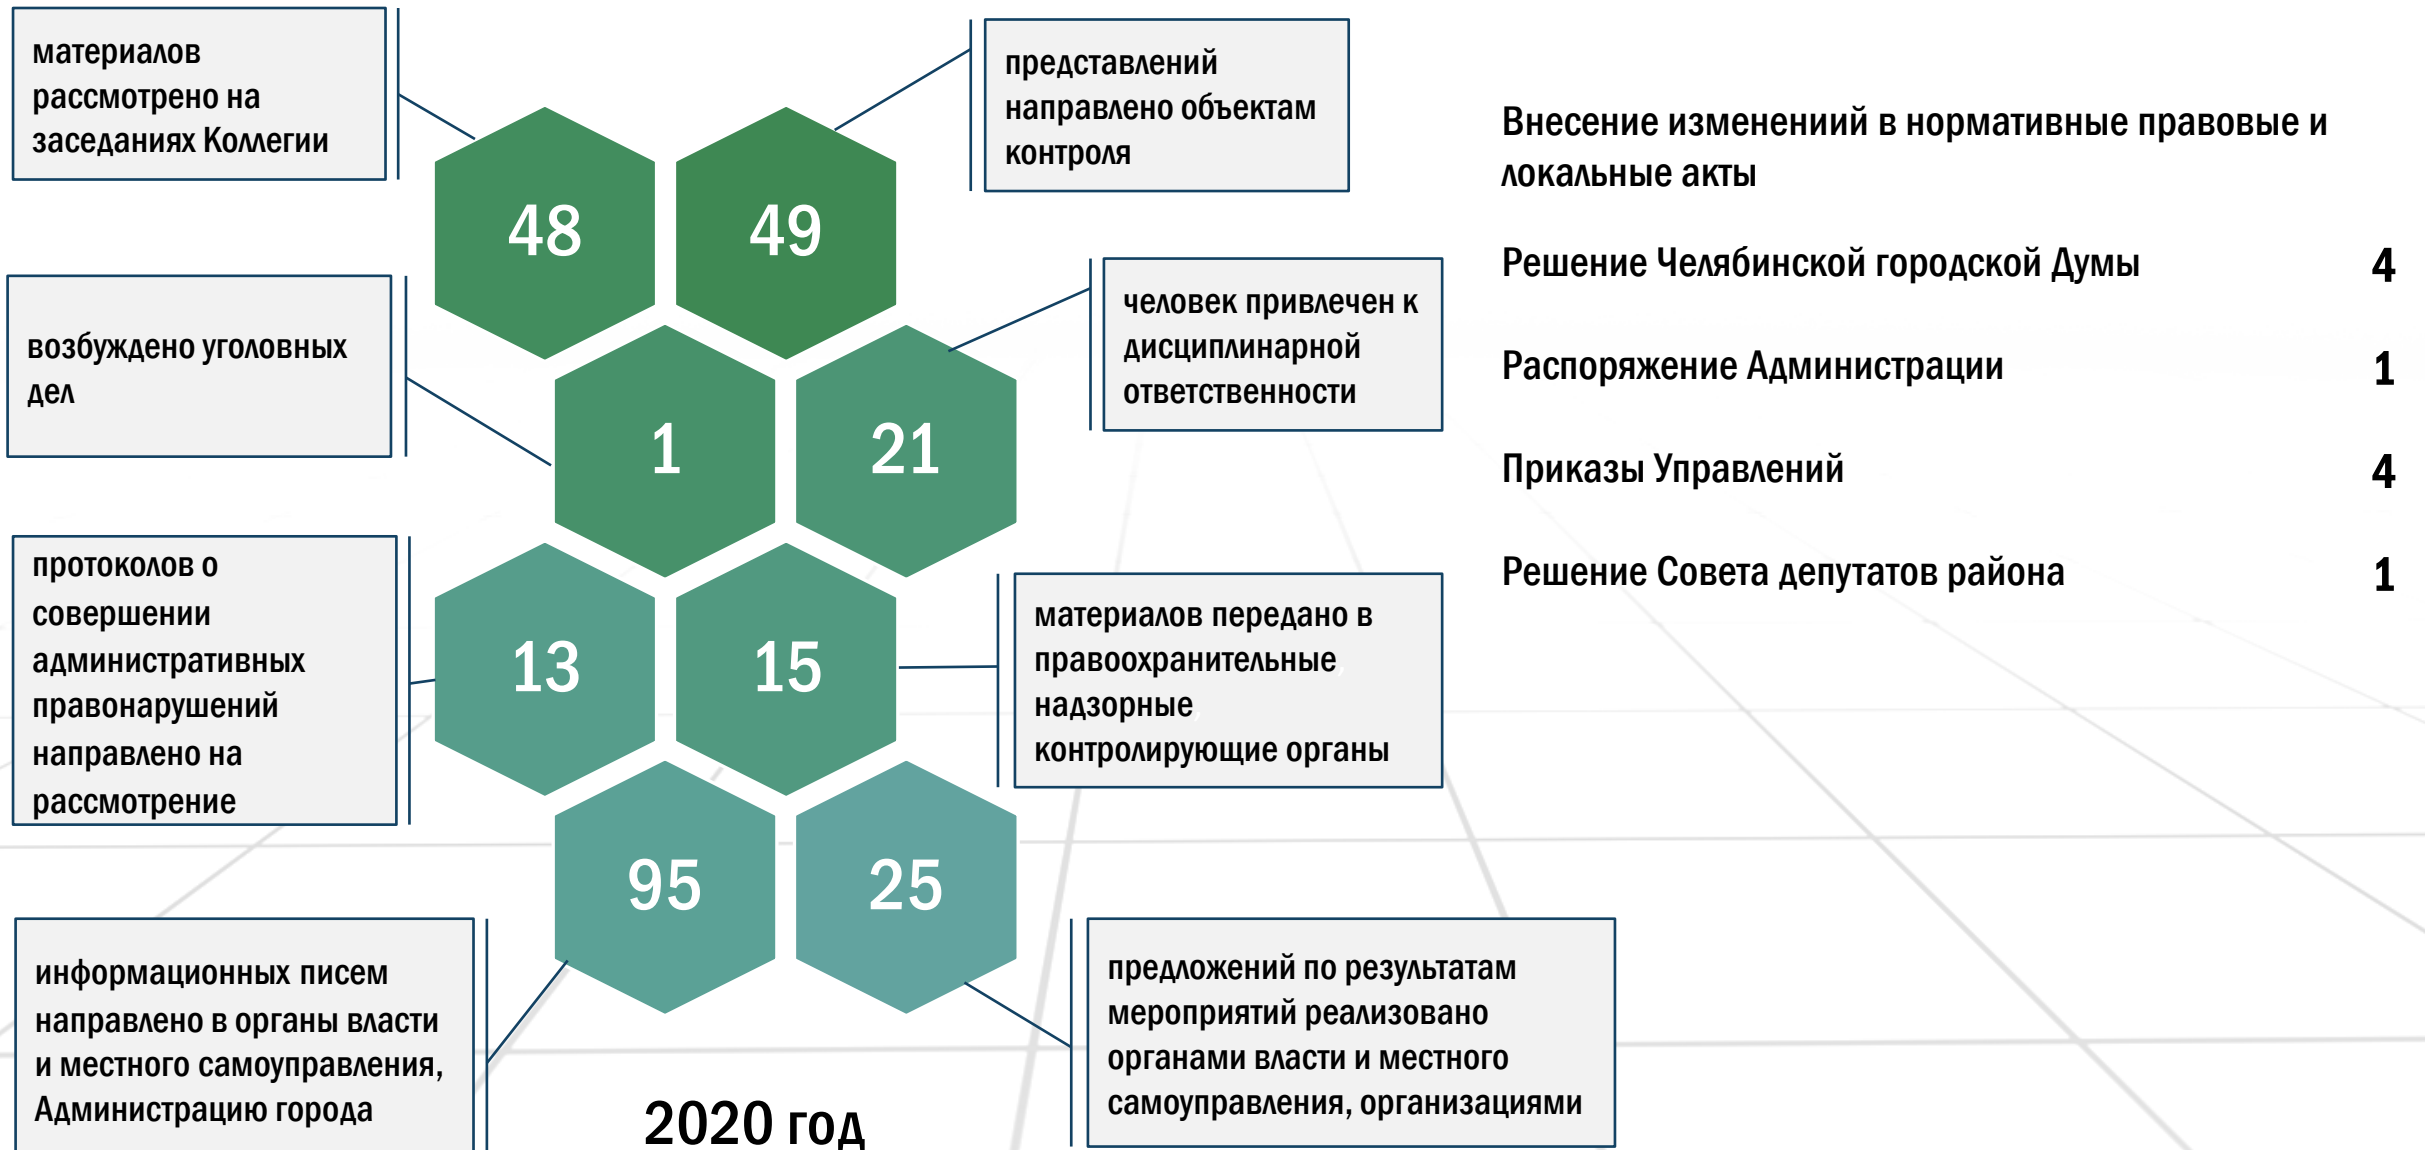 материалов
рассмотрено на
заседаниях Коллегии
48
49
представлений
направлено объектам
контроля
возбуждено уголовных
дел
1
21
человек привлечен к
дисциплинарной
ответственности
протоколов о
совершении
административных
правонарушений
направлено на
рассмотрение
13
15
материалов передано в
правоохранительные,
надзорные,
контролирующие органы
95
25
информационных писем
направлено в органы власти
и местного самоуправления,
Администрацию города
предложений по результатам
мероприятий реализовано
органами власти и местного
самоуправления, организациями
2020 год
Внесение измененимй в нормативные правовые и
локальные акты
Решение Челябинской городской Думы 4
Распоряжение Администрации 1
Приказы Управлений 4
Решение Совета депутатов района 1